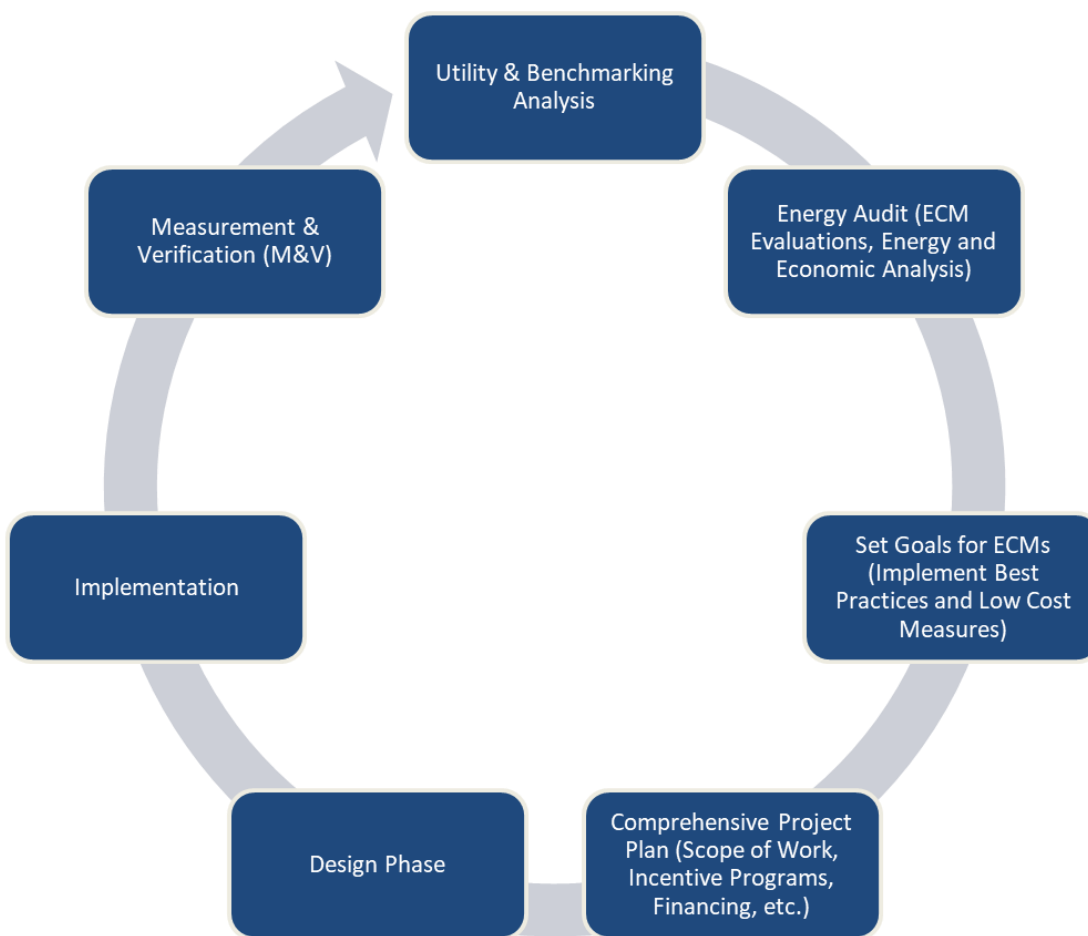 Utility & Benchmarking
Analysis
Energy Audit (ECM
Evaluations, Energy and
Economic Analysis)
Set Goals for ECMs
(Implement Best
Practices and Low Cost
Measures)
Comprehensive Project
Plan (Scope of Work,
Incentive Programs,
Financing, etc.)
Design Phase
Implementation
Measurement &
Verification (M&V)